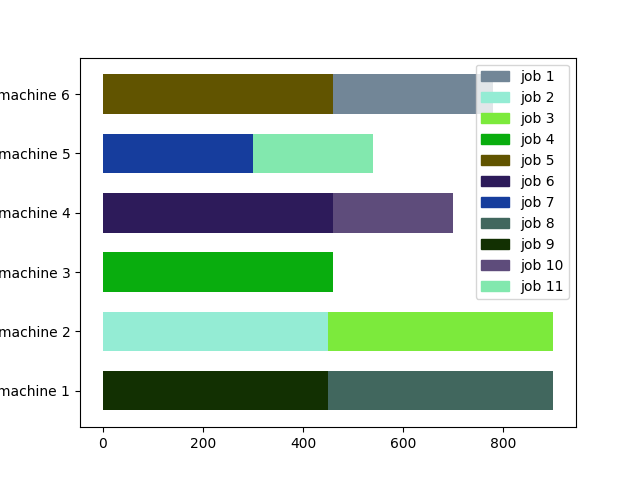 machine 6
machine 5
machine 4
machine 3
machine 2
machine 1
0 200 400 600 800
job 1
job 2
job 3
job 4
job 5
job 6
job 7
job 8
job 9
job 10
job 11